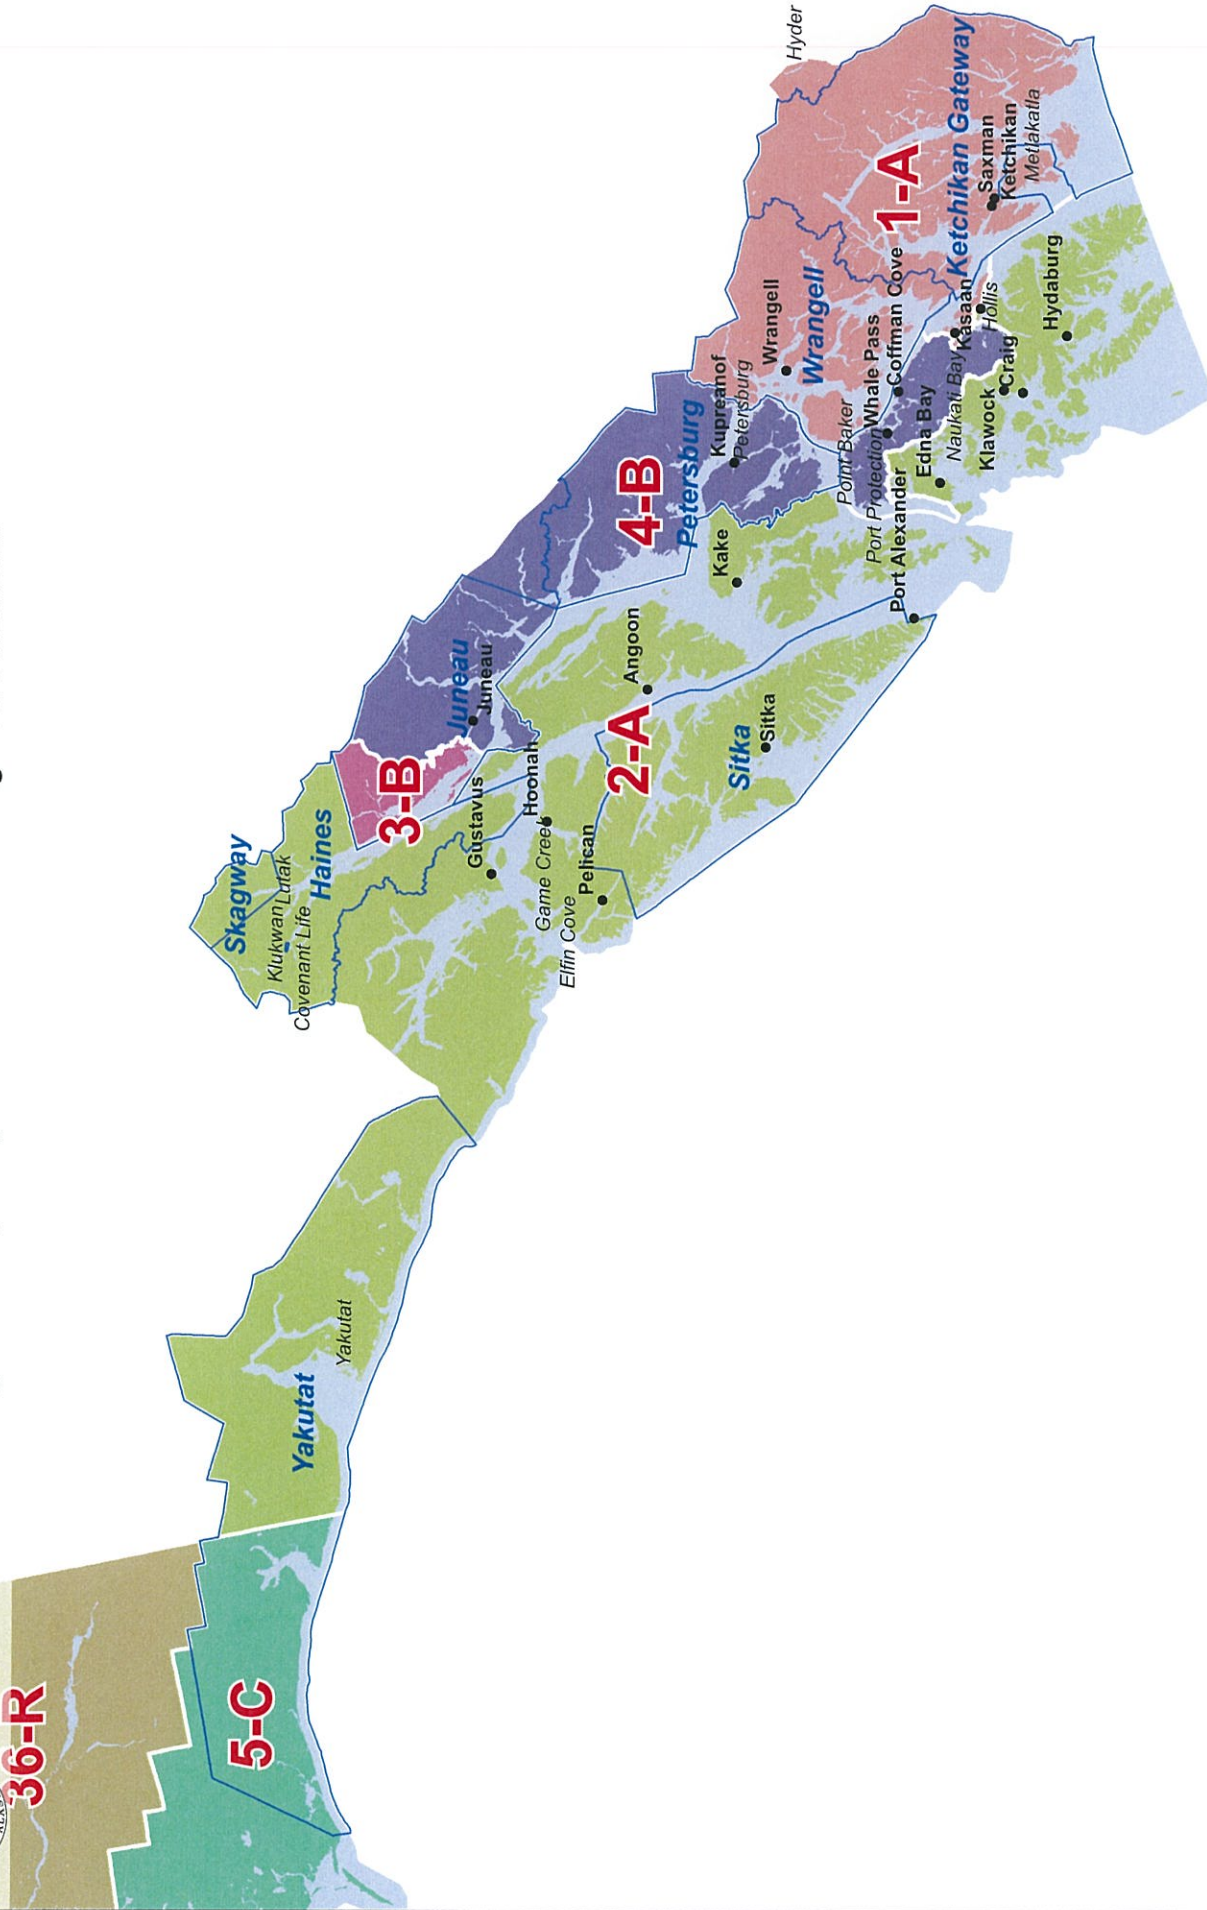 36-R
5-C
Yakutat
Yakutat
Skagway
Lutak
Klukwan
Covenant Life
Haines
3-B
Juneau
Juneau
Gustavus
Hoonah
Game Creek
Elfin Cove
Pelican
2-A
Angoon
Sitka
Sitka
4-B
Petersburg
Kupreanof
Petersburg
Kake
Port Alexander
Point Baker
Port Protection
Whale Pass
Coffman Cove
Edna Bay
Naukati Bay
Kasaan
Hollis
Klawock
Craig
Hydaburg
Wrangell
Wrangell
1-A
Ketchikan Gateway
Saxman
Ketchikan
Metlakatla
Hyder